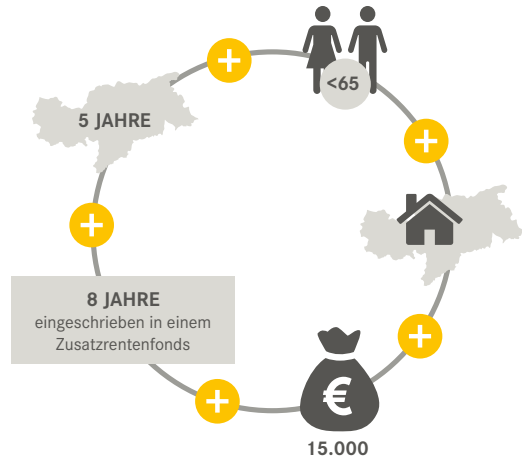 <65
5 JAHRE
8 JAHRE
eingeschrieben in einem
Zusatzrentenfonds
€
15.000